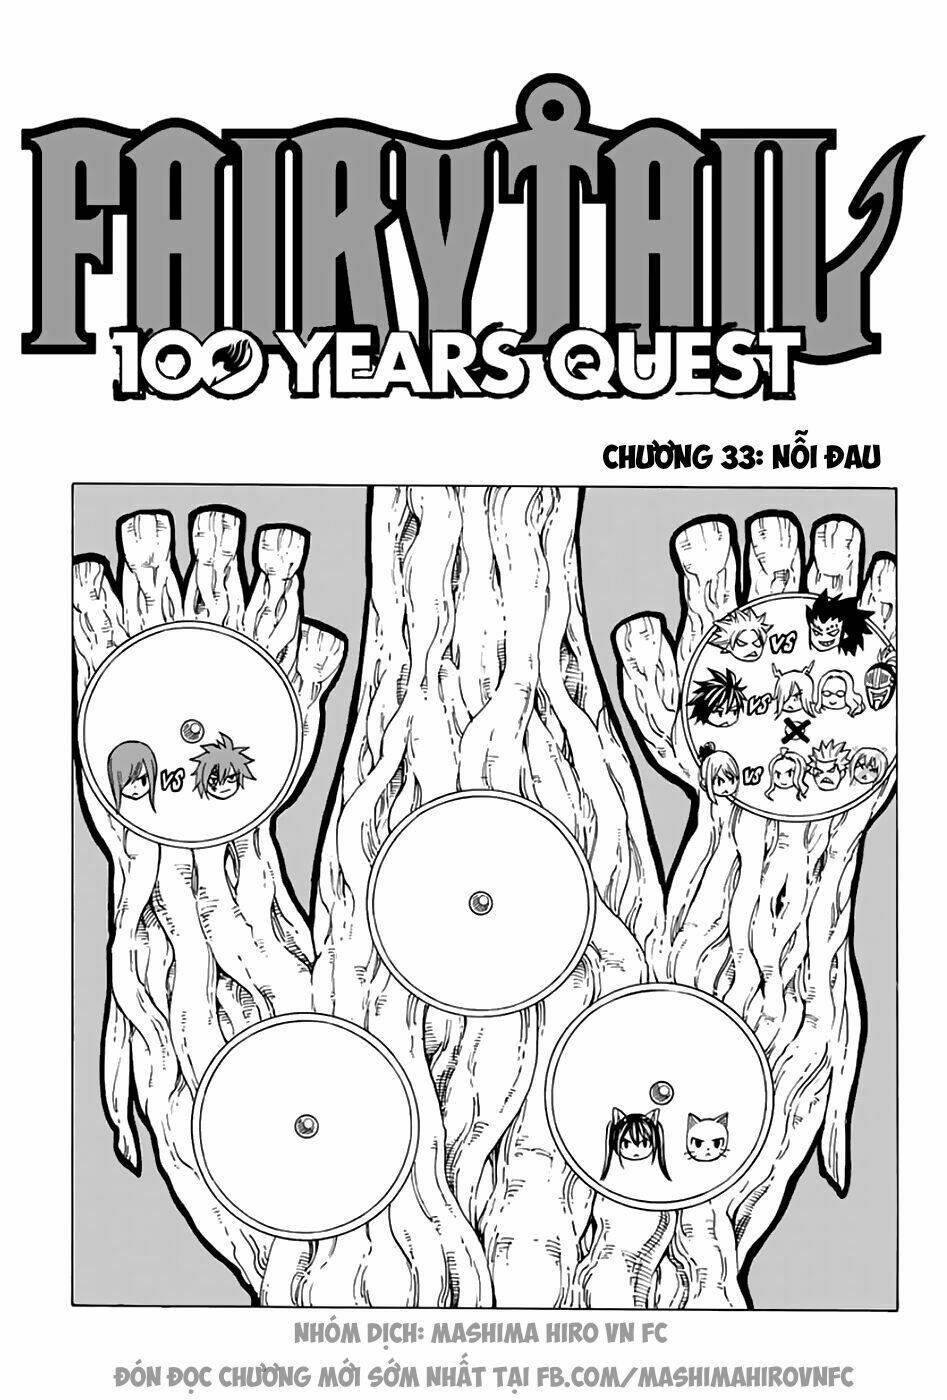 FAIRY TAIL
100 YEARS QUEST
CHƯƠNG 33: NỖI ĐAU
VS
VS
VS
VS
NHÓM DỊCH: MASHIMA HIRO VN FC
ĐÓN ĐỌC CHƯƠNG MỚI SỚM NHẤT TẠI FB.COM/MASHIMAHIROVNFC